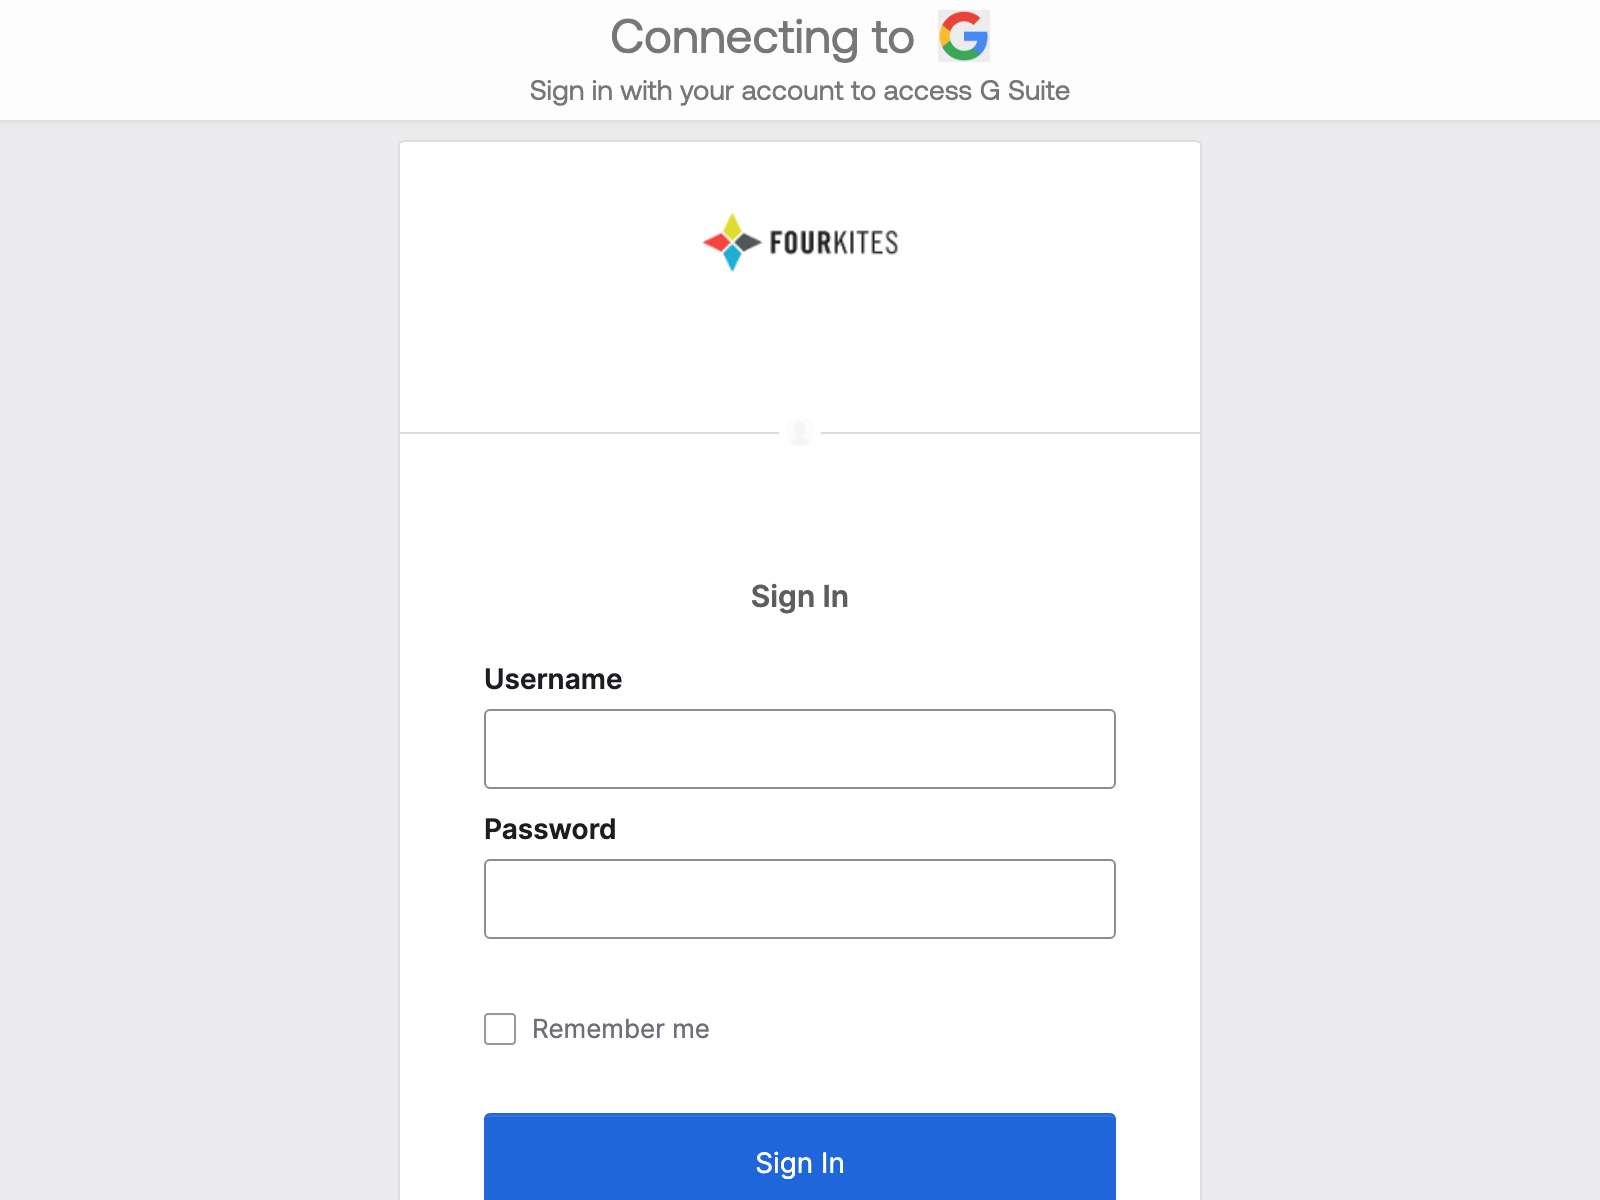 Connecting to
Sign in with your account to access G Suite
FOURKITES
Sign In
Username
Password
Remember me
Sign In